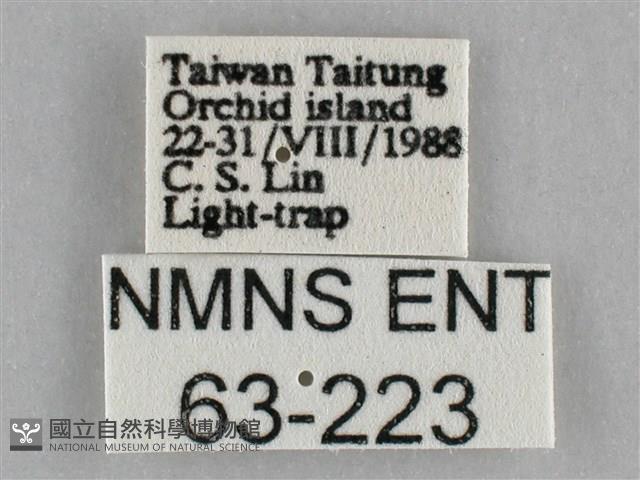 Taiwan Taitung
Orchid island
22-31/VIII/1988
C. S. Lin
Light-trap
NMNS ENT
63-223
國立自然科學博物館
NATIONAL MUSEUM OF NATURAL SCIENCE